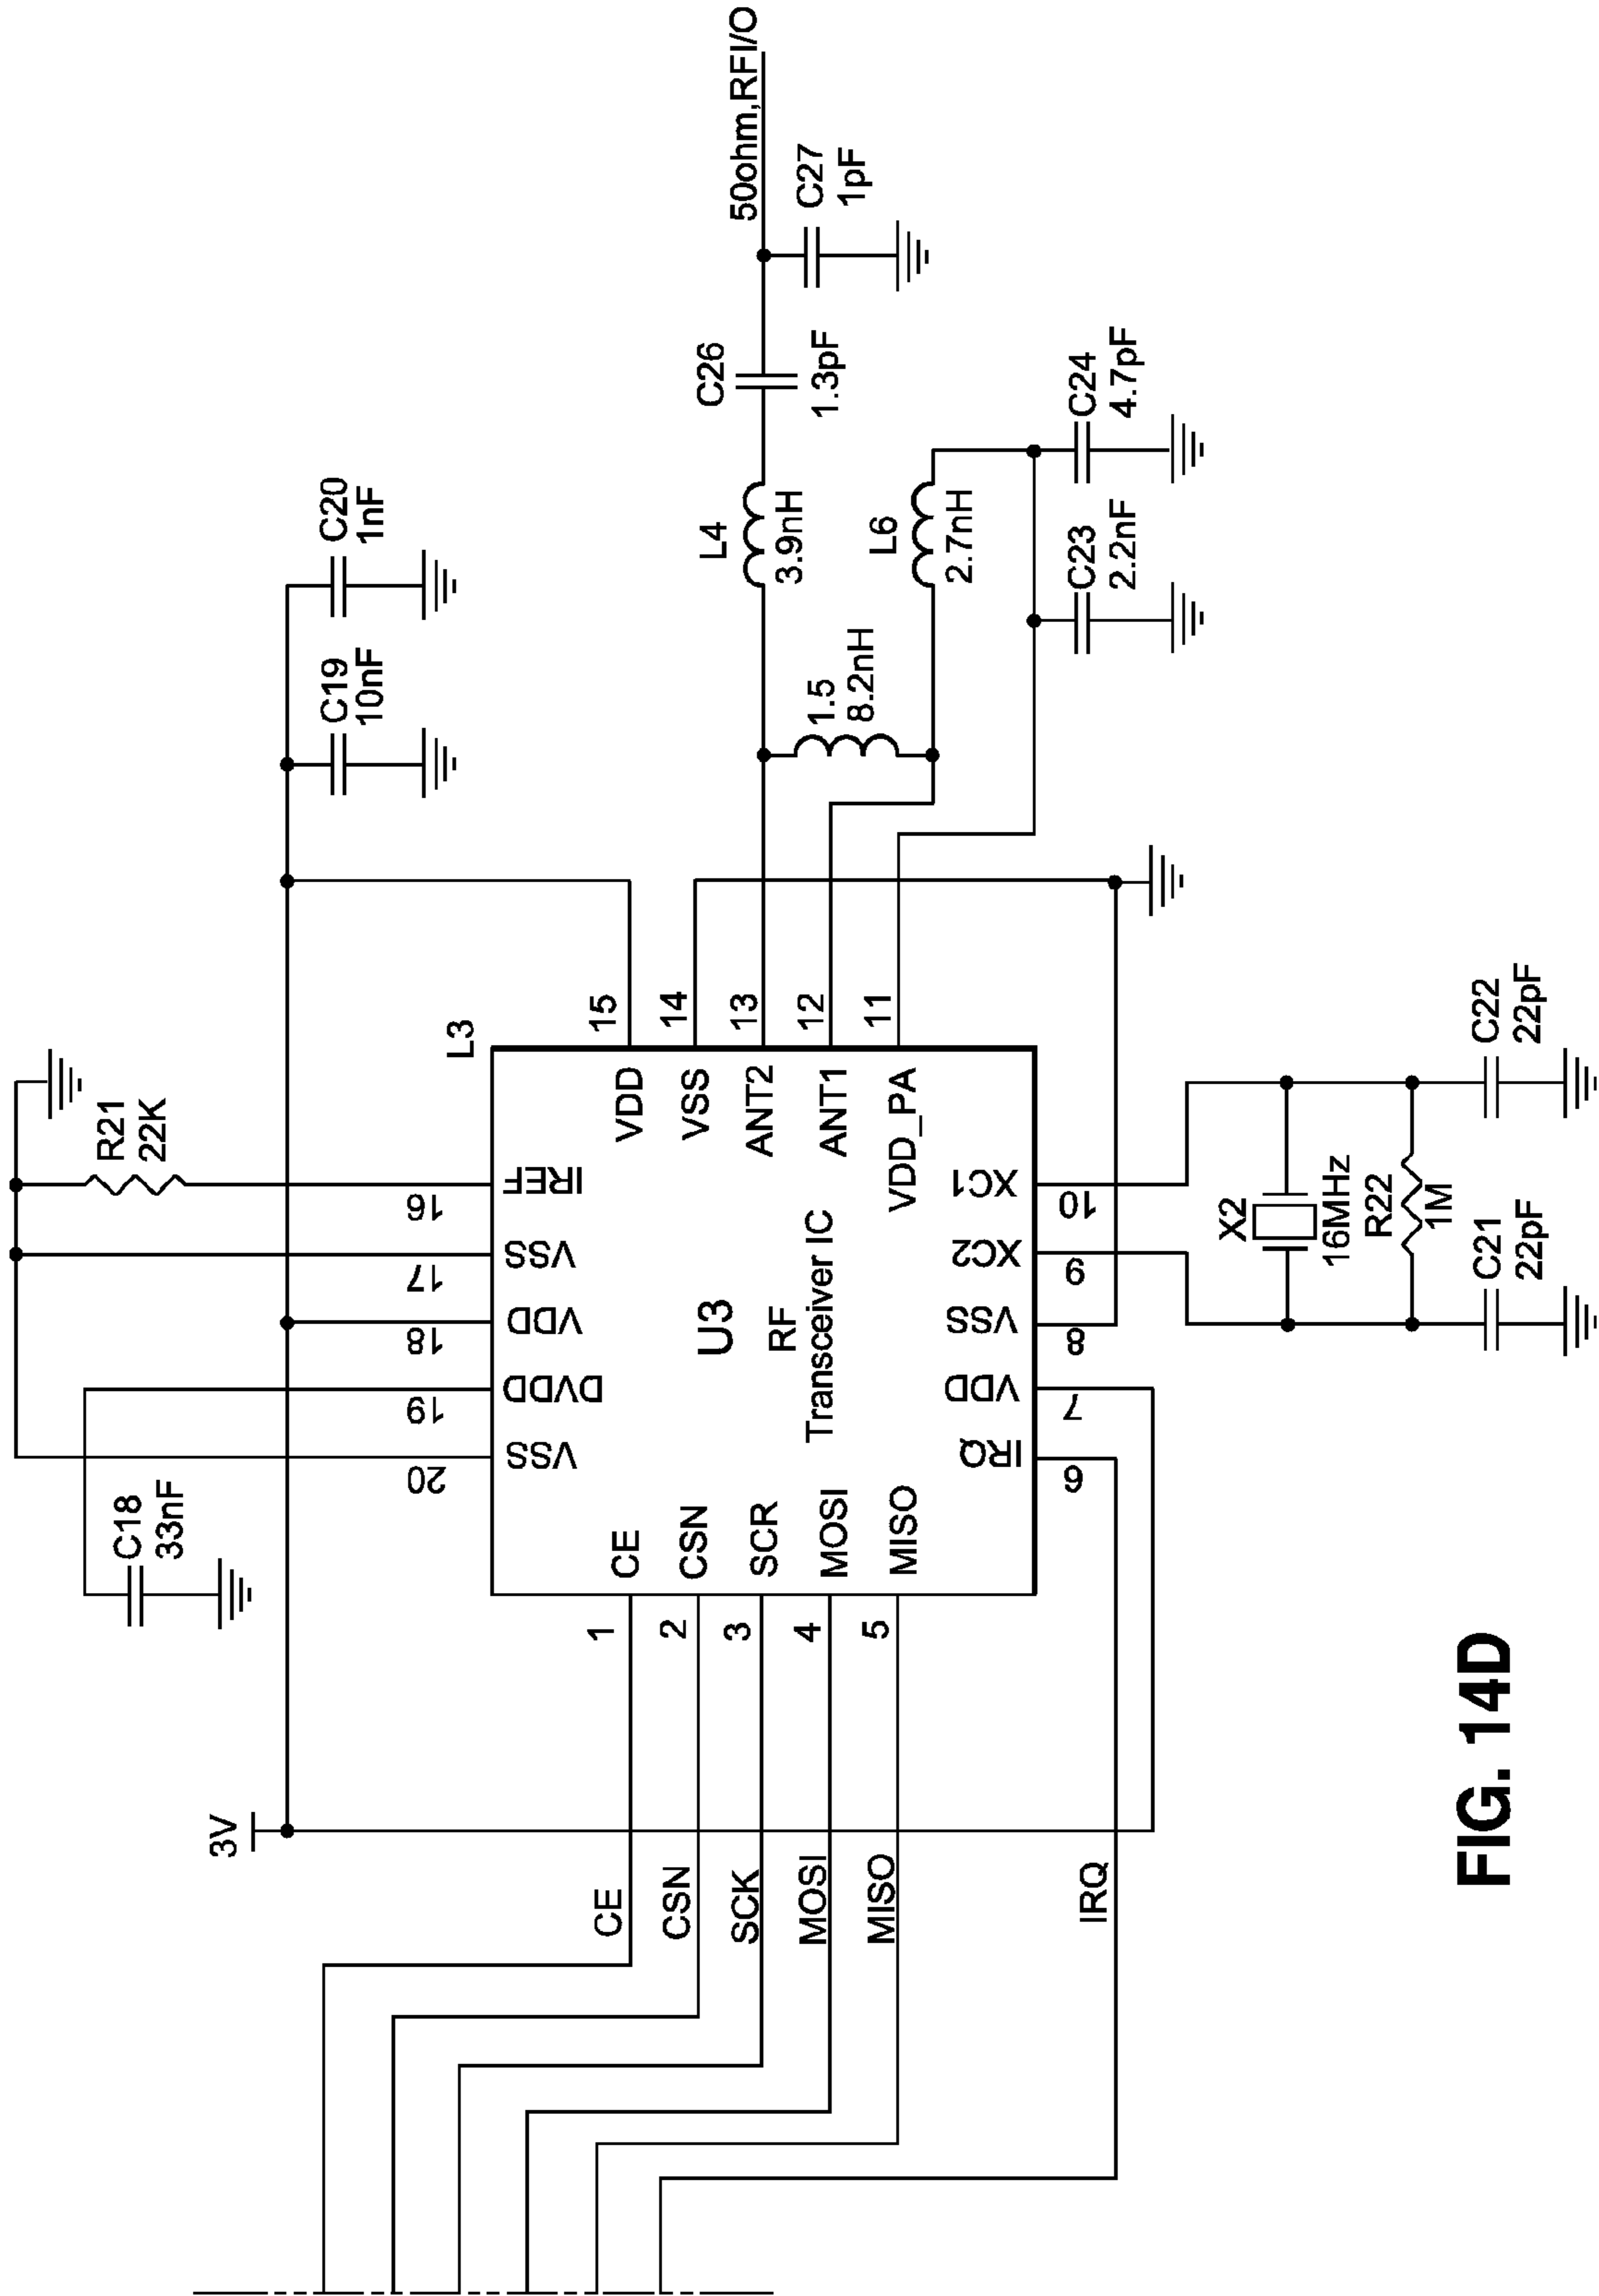 3V
C18
33nF
R21
22K
C19
10nF
C20
1nF
20
19
18
17
16
VSS
DVDD
VDD
VSS
IREF
L3
CE
CSN
SCK
MOSI
MISO
IRQ
1
2
3
4
5
CE
CSN
SCR
MOSI
MISO
U3
RF
Transceiver IC
VDD
VSS
ANT2
ANT1
VDD_PA
15
14
13
12
11
IRQ
VDD
VSS
XC2
XC1
6
7
8
9
10
1.5
8.2nH
L4
3.9nH
L6
2.7nH
C26
1.3pF
50ohm,RFI/O
C27
1pF
C23
2.2nF
C24
4.7pF
X2
16MHz
R22
1M
C21
22pF
C22
22pF
FIG. 14D